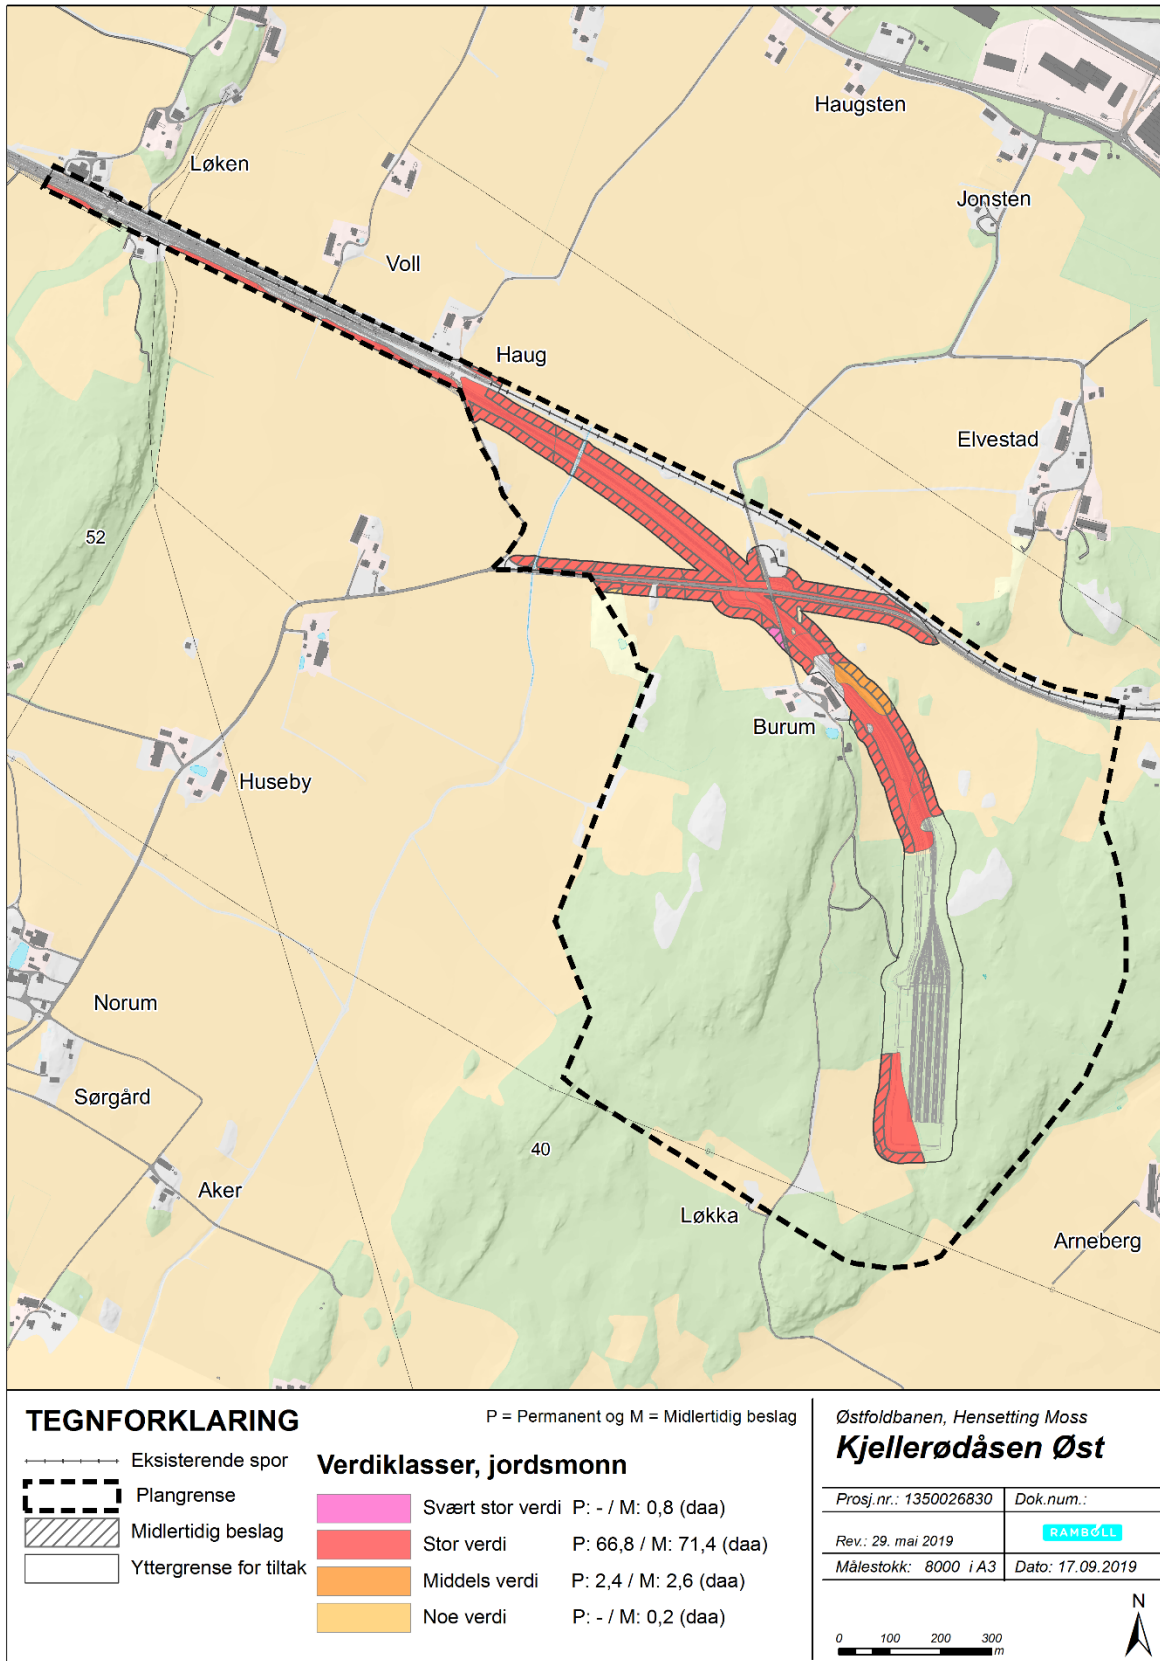 Haugsten
Løken
Jonsten
Voll
Haug
Elvestad
52
Burum
Huseby
Norum
Sørgård
40
Aker
Løkka
Arneberg
TEGNFORKLARING
Eksisterende spor
Plangrense
Midlertidig beslag
Yttergrense for tiltak
P = Permanent og M = Midlertidig beslag
Verdiklasser, jordsmonn
Svært stor verdi P: - / M: 0,8 (daa)
Stor verdi P: 66,8 / M: 71,4 (daa)
Middels verdi P: 2,4 / M: 2,6 (daa)
Noe verdi P: - / M: 0,2 (daa)
Østfoldbanen, Hensetting Moss
Kjellerødåsen Øst
Prosj.nr.: 1350026830 Dok.num.:
Rev.: 29. mai 2019 RAMBOLL
Målestokk: 8000 i A3 Dato: 17.09.2019
N
0 100 200 300
m